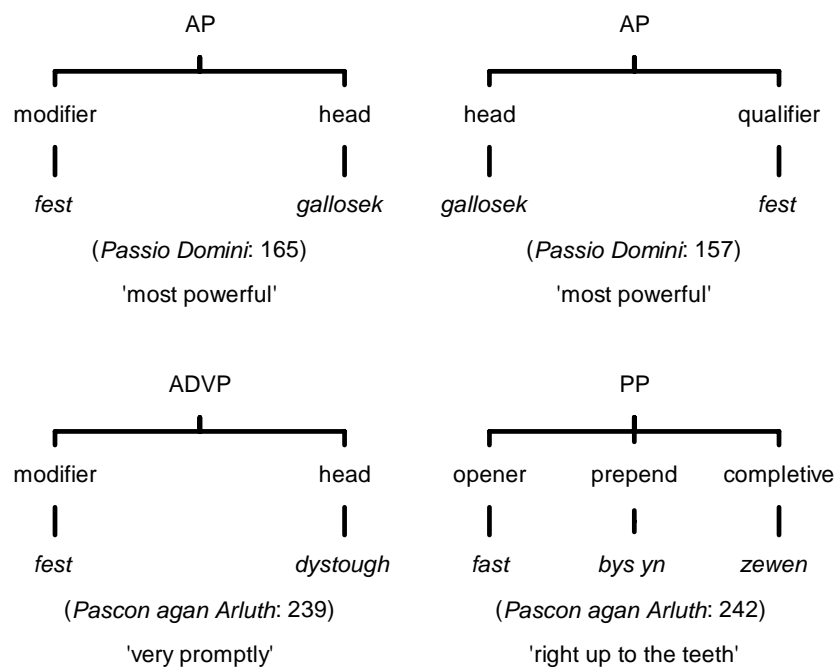 AP
modifier head
fest gallosek
(Passio Domini: 165)
'most powerful'
AP
head qualifier
gallosek fest
(Passio Domini: 157)
'most powerful'
ADVP
modifier head
fest dystough
(Pascon agan Arluth: 239)
'very promptly'
PP
opener prepend completive
fast bys yn zewen
(Pascon agan Arluth: 242)
'right up to the teeth'